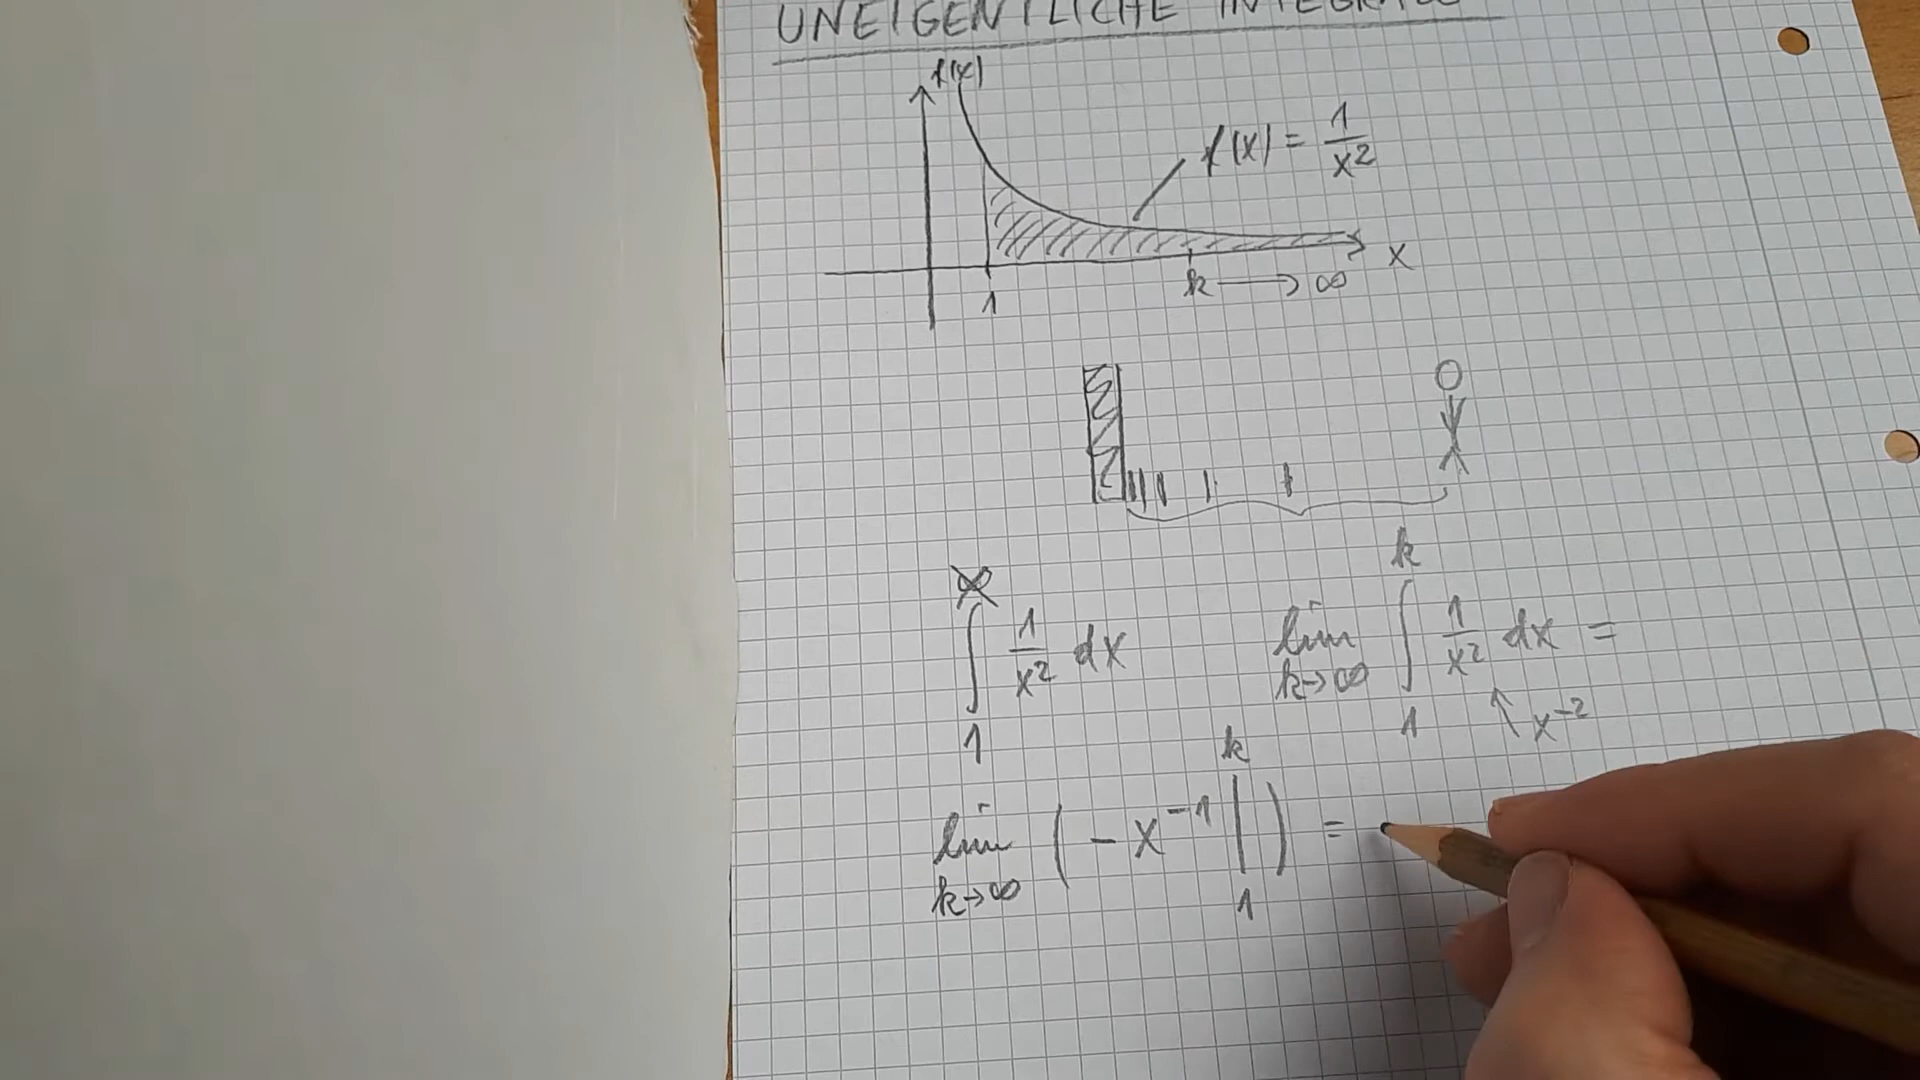 UNEIGENTLICHE INTEGRALE
f(x)
f(x) = 1/x²
x
1
k → ∞
∞
∫ 1/x² dx
1
k
lim ∫ 1/x² dx =
k→∞ 1
↑ x⁻²
k
lim ( - x⁻¹ | ) =
k→∞ 1